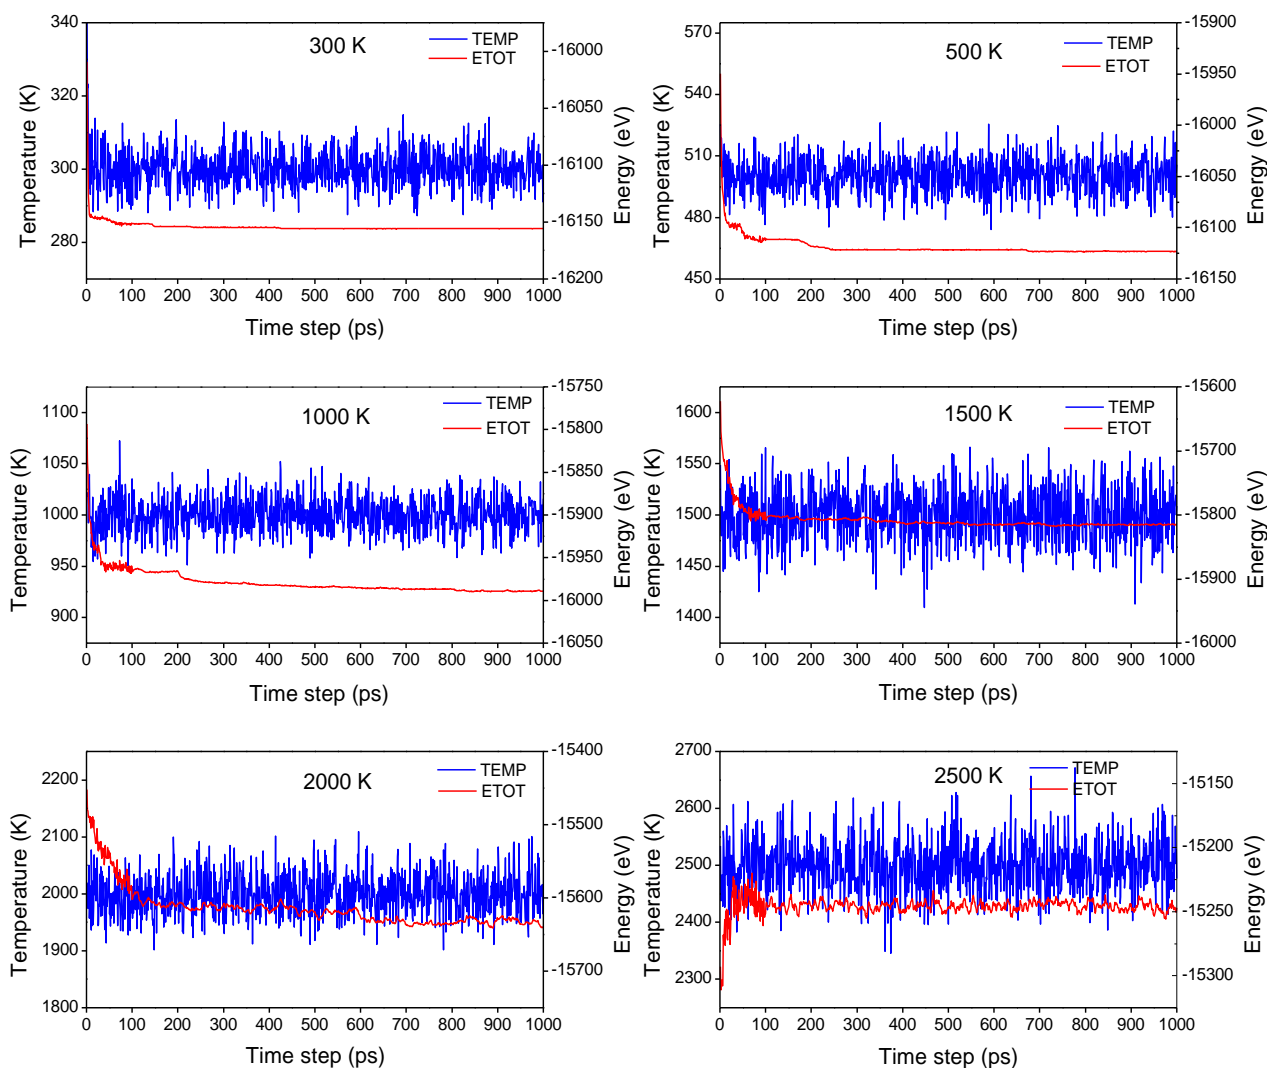 300 K
TEMP
ETOT
340
320
300
280
Temperature (K)
-16000
-16050
-16100
-16150
-16200
Energy (eV)
0 100 200 300 400 500 600 700 800 900 1000
Time step (ps)
500 K
TEMP
ETOT
570
540
510
480
450
Temperature (K)
-15900
-15950
-16000
-16050
-16100
-16150
Energy (eV)
0 100 200 300 400 500 600 700 800 900 1000
Time step (ps)
1000 K
TEMP
ETOT
1100
1050
1000
950
900
Temperature (K)
-15750
-15800
-15850
-15900
-15950
-16000
-16050
Energy (eV)
0 100 200 300 400 500 600 700 800 900 1000
Time step (ps)
1500 K
TEMP
ETOT
1600
1550
1500
1450
1400
Temperature (K)
-15600
-15700
-15800
-15900
-16000
Energy (eV)
0 100 200 300 400 500 600 700 800 900 1000
Time step (ps)
2000 K
TEMP
ETOT
2200
2100
2000
1900
1800
Temperature (K)
-15400
-15500
-15600
-15700
Energy (eV)
0 100 200 300 400 500 600 700 800 900 1000
Time step (ps)
2500 K
TEMP
ETOT
2700
2600
2500
2400
2300
Temperature (K)
-15150
-15200
-15250
-15300
Energy (eV)
0 100 200 300 400 500 600 700 800 900 1000
Time step (ps)